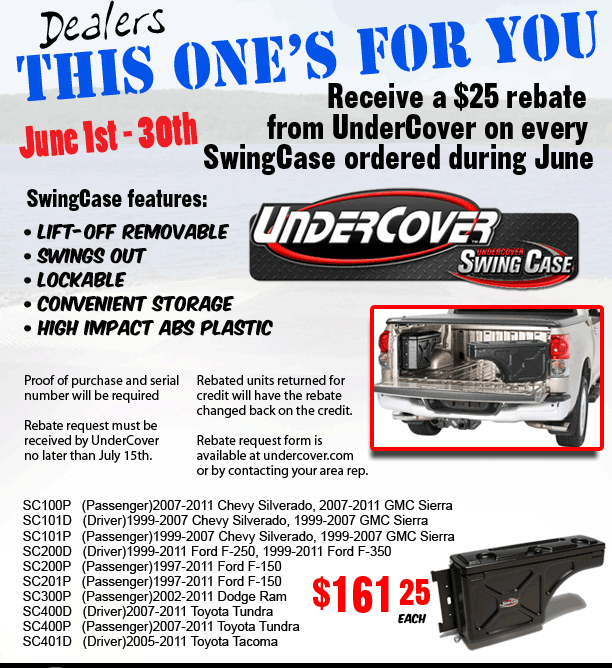 Dealers
THIS ONE'S FOR YOU
June 1st - 30th
Receive a $25 rebate
from UnderCover on every
SwingCase ordered during June
SwingCase features:
• LIFT-OFF REMOVABLE
• SWINGS OUT
• LOCKABLE
• CONVENIENT STORAGE
• HIGH IMPACT ABS PLASTIC
UNDERCOVER
UNDERCOVER
SWING CASE
Proof of purchase and serial
number will be required
Rebate request must be
received by UnderCover
no later than July 15th.
Rebated units returned for
credit will have the rebate
changed back on the credit.
Rebate request form is
available at undercover.com
or by contacting your area rep.
SC100P (Passenger)2007-2011 Chevy Silverado, 2007-2011 GMC Sierra
SC101D (Driver)1999-2007 Chevy Silverado, 1999-2007 GMC Sierra
SC101P (Passenger)1999-2007 Chevy Silverado, 1999-2007 GMC Sierra
SC200D (Driver)1999-2011 Ford F-250, 1999-2011 Ford F-350
SC200P (Passenger)1997-2011 Ford F-150
SC201P (Passenger)1997-2011 Ford F-150
SC300P (Passenger)2002-2011 Dodge Ram
SC400D (Driver)2007-2011 Toyota Tundra
SC400P (Passenger)2007-2011 Toyota Tundra
SC401D (Driver)2005-2011 Toyota Tacoma
$161 25
EACH
UNDERCOVER